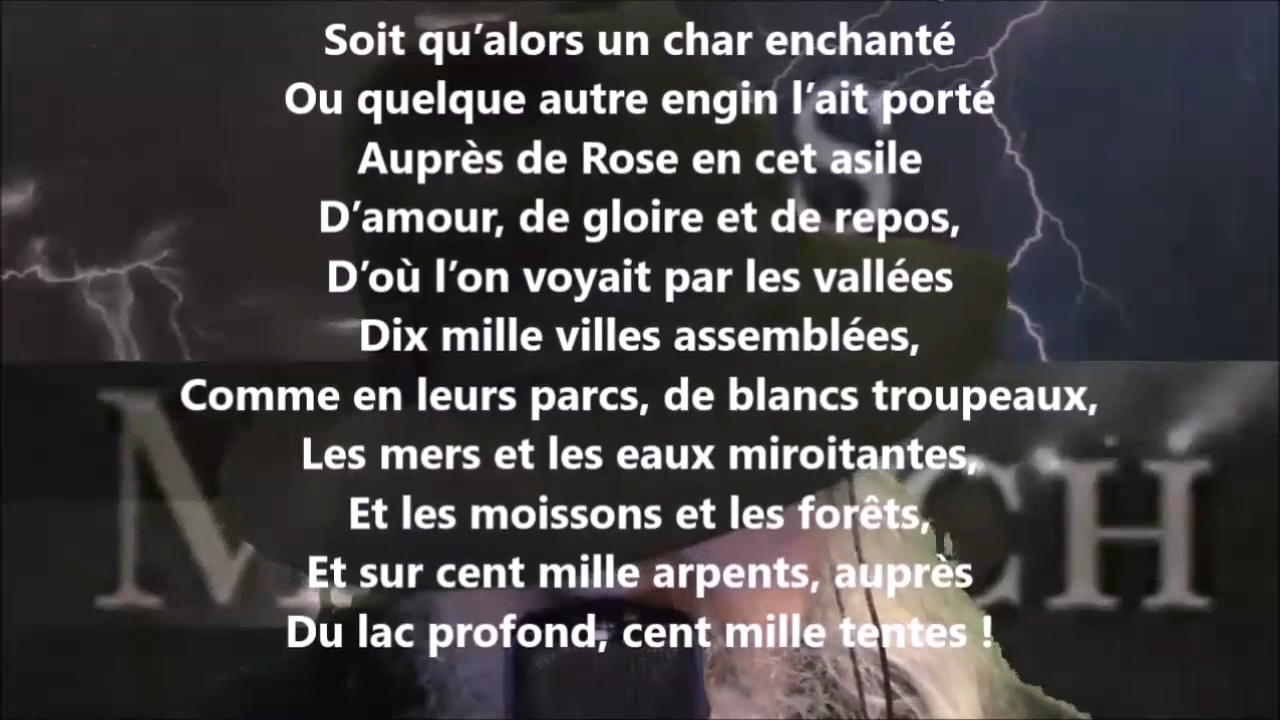 Soit qu’alors un char enchanté
Ou quelque autre engin l’ait porté
Auprès de Rose en cet asile
D’amour, de gloire et de repos,
D’où l’on voyait par les vallées
Dix mille villes assemblées,
Comme en leurs parcs, de blancs troupeaux,
Les mers et les eaux miroitantes,
Et les moissons et les forêts,
Et sur cent mille arpents, auprès
Du lac profond, cent mille tentes !